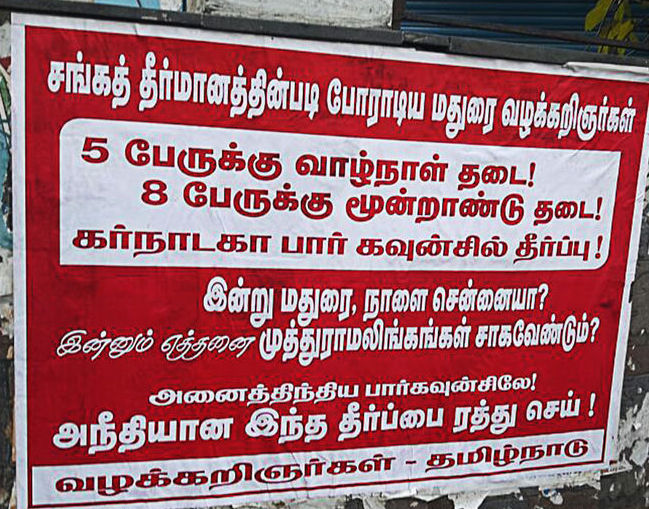 சங்கத் தீர்மானத்தின்படி போராடிய மதுரை வழக்கறிஞர்கள்
5 பேருக்கு வாழ்நாள் தடை!
8 பேருக்கு மூன்றாண்டு தடை!
கர்நாடகா பார் கவுன்சில் தீர்ப்பு!
இன்று மதுரை, நாளை சென்னையா?
இன்னும் எத்தனை முத்துராமலிங்கங்கள் சாகவேண்டும்?
அனைத்திந்திய பார்கவுன்சிலே!
அநீதியான இந்த தீர்ப்பை ரத்து செய் !
வழக்கறிஞர்கள் - தமிழ்நாடு